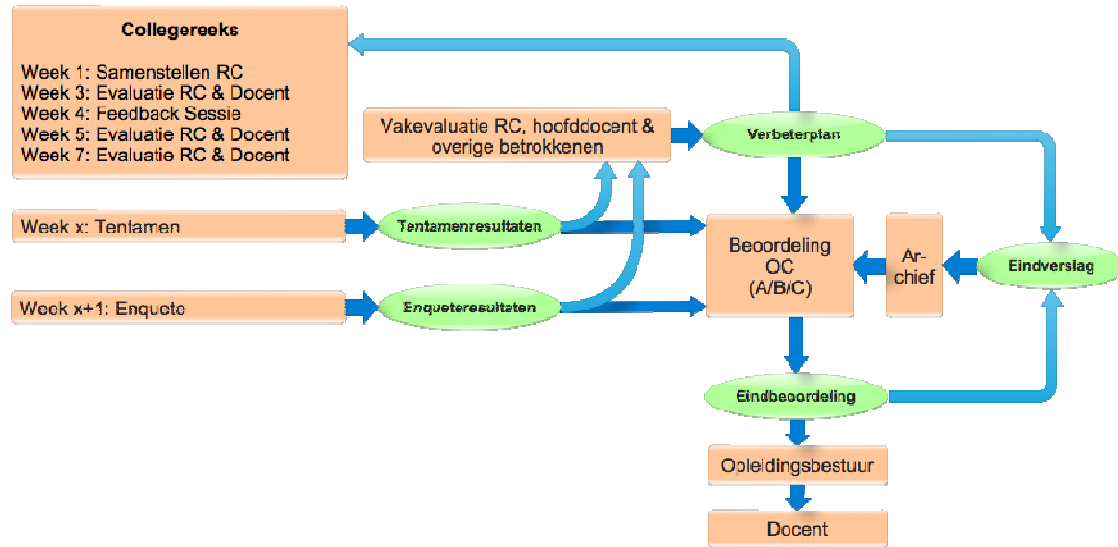 Collegereeks
Week 1: Samenstellen RC
Week 3: Evaluatie RC & Docent
Week 4: Feedback Sessie
Week 5: Evaluatie RC & Docent
Week 7: Evaluatie RC & Docent
Vakevaluatie RC, hoofddocent &
overige betrokkenen
Verbeterplan
Week x: Tentamen
Tentamenresultaten
Beoordeling
OC
(A/B/C)
Ar-
chief
Eindverslag
Week x+1: Enquete
Enqueteresultaten
Eindbeoordeling
Opleidingsbestuur
Docent